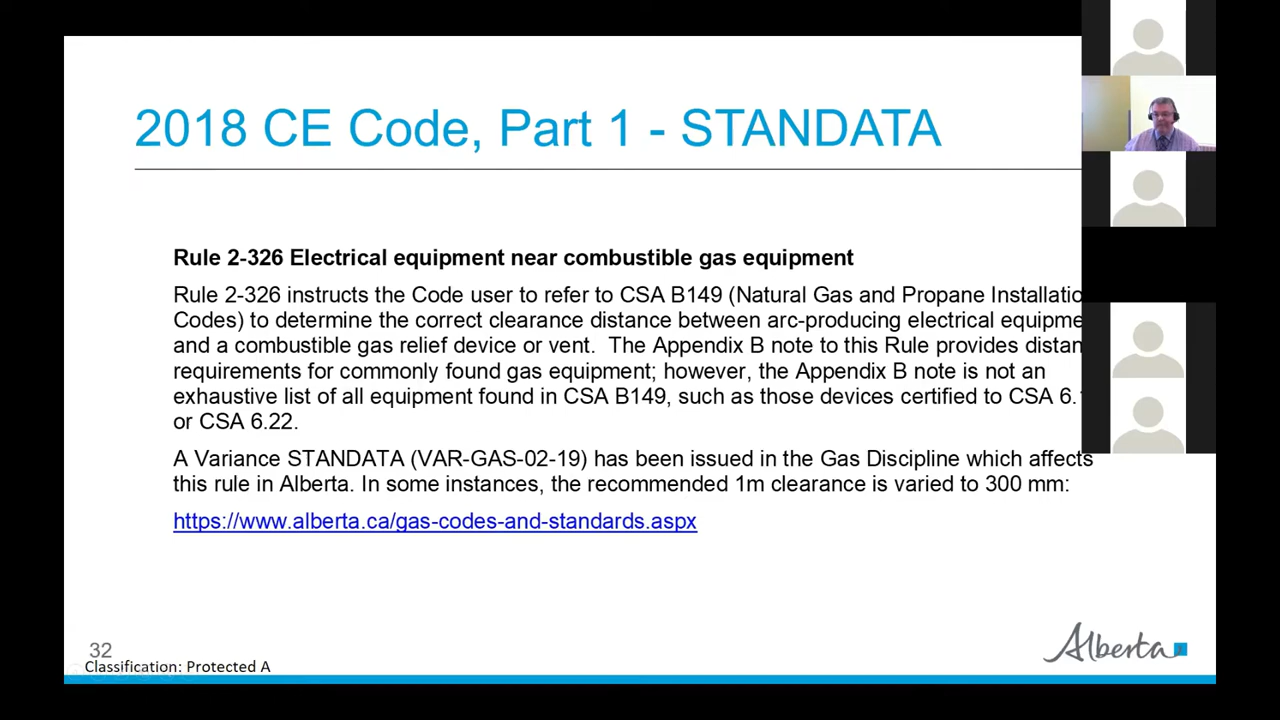 2018 CE Code, Part 1 - STANDATA
Rule 2-326 Electrical equipment near combustible gas equipment
Rule 2-326 instructs the Code user to refer to CSA B149 (Natural Gas and Propane Installatio
Codes) to determine the correct clearance distance between arc-producing electrical equipme
and a combustible gas relief device or vent. The Appendix B note to this Rule provides distan
requirements for commonly found gas equipment; however, the Appendix B note is not an
exhaustive list of all equipment found in CSA B149, such as those devices certified to CSA 6.
or CSA 6.22.
A Variance STANDATA (VAR-GAS-02-19) has been issued in the Gas Discipline which affects
this rule in Alberta. In some instances, the recommended 1m clearance is varied to 300 mm:
https://www.alberta.ca/gas-codes-and-standards.aspx
32
Classification: Protected A
Alberta